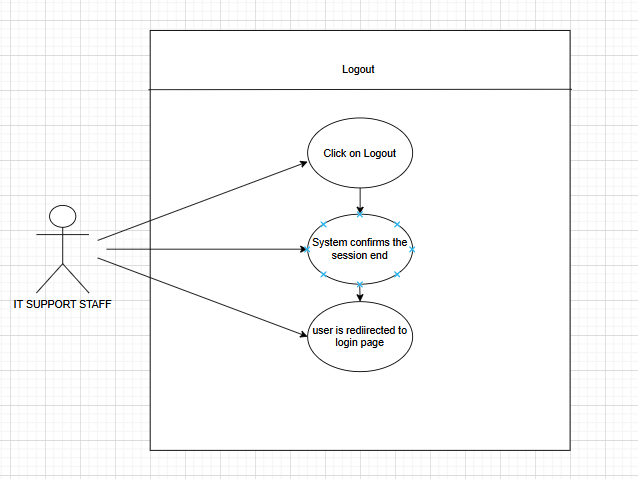 Logout
Click on Logout
System confirms the
session end
IT SUPPORT STAFF
user is rediirected to
login page